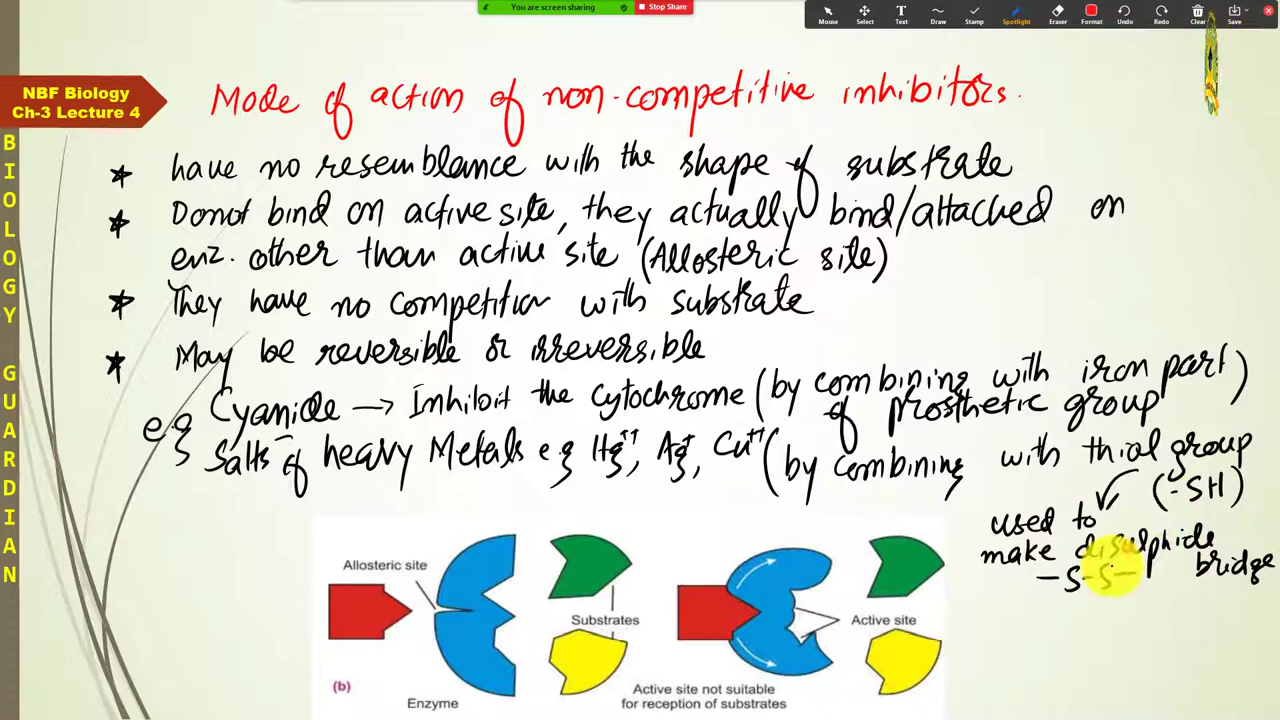 You are screen sharing
Stop Share
Mouse
Select
Text
Draw
Stamp
Spotlight
Eraser
Format
Undo
Redo
Clear
Save
NBF Biology
Ch-3 Lecture 4
BIOLOGY GUARDIAN
Mode of action of non-competitive inhibitors.
have no resemblance with the shape of substrate
Donot bind on active site, they actually bind/attached on
enz. other than active site (Allosteric site)
They have no competition with substrate
May be reversible or irreversible
e.g Cyanide → Inhibit the Cytochrome (by combining with iron part
of prosthetic group)
Salts of heavy Metals e.g Hg++, Ag+, Cu++ (by combining with thiol group
(-SH)
used to
make disulphide
bridge
-S-S-
Allosteric site
Substrates
Enzyme
(b)
Active site
Active site not suitable
for reception of substrates